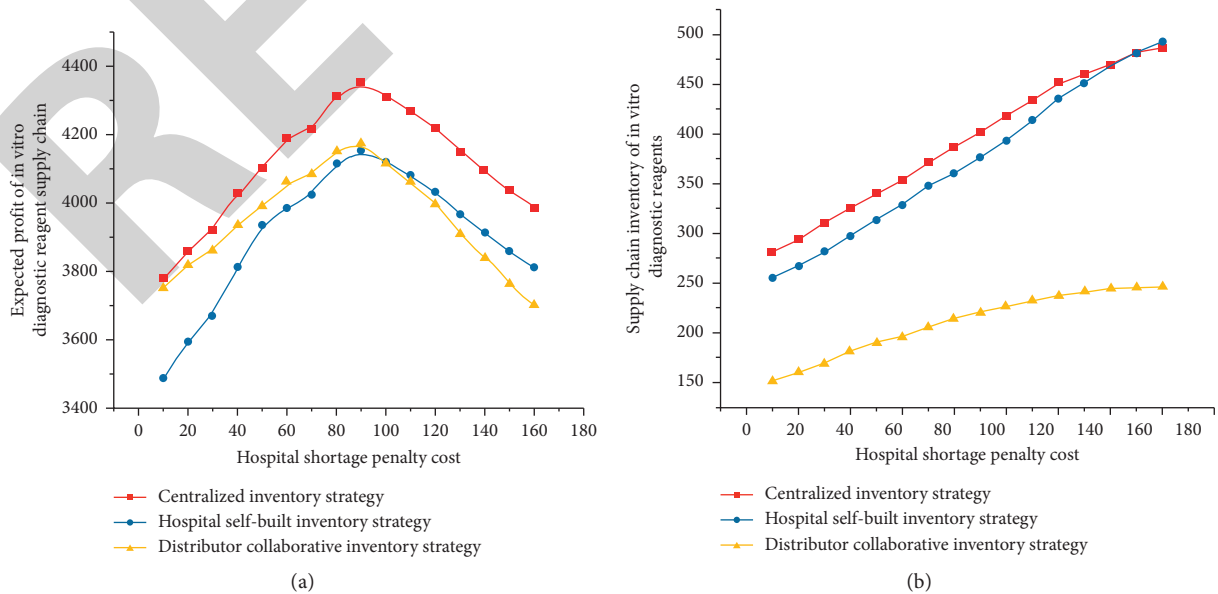 Expected profit of in vitro
diagnostic reagent supply chain
4400
4200
4000
3800
3600
3400
0 20 40 60 80 100 120 140 160 180
Hospital shortage penalty cost
Centralized inventory strategy
Hospital self-built inventory strategy
Distributor collaborative inventory strategy
(a)
Supply chain inventory of in vitro
diagnostic reagents
500
450
400
350
300
250
200
150
0 20 40 60 80 100 120 140 160 180
Hospital shortage penalty cost
Centralized inventory strategy
Hospital self-built inventory strategy
Distributor collaborative inventory strategy
(b)
RE